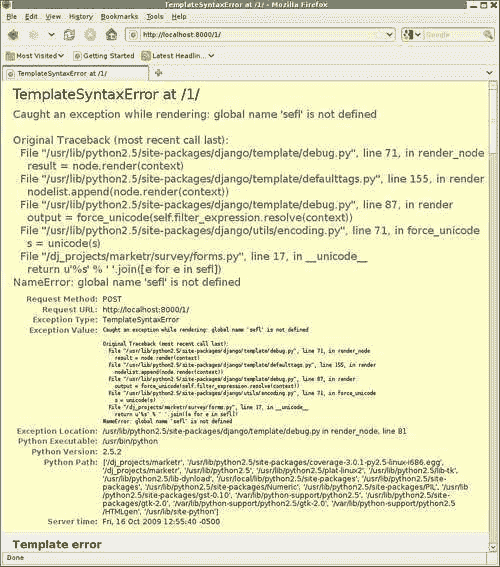 TemplateSyntaxError at /1/ - Mozilla Firefox
File Edit View History Bookmarks Tools Help
http://localhost:8000/1/
Google
Most Visited Getting Started Latest Headlin...
TemplateSyntaxError at /1/
TemplateSyntaxError at /1/
Caught an exception while rendering: global name 'sefl' is not defined
Original Traceback (most recent call last):
File "/usr/lib/python2.5/site-packages/django/template/debug.py", line 71, in render_node
result = node.render(context)
File "/usr/lib/python2.5/site-packages/django/template/defaulttags.py", line 155, in render
nodelist.append(node.render(context))
File "/usr/lib/python2.5/site-packages/django/template/debug.py", line 87, in render
output = force_unicode(self.filter_expression.resolve(context))
File "/usr/lib/python2.5/site-packages/django/utils/encoding.py", line 71, in force_unicode
s = unicode(s)
File "/dj_projects/marketr/survey/forms.py", line 17, in __unicode__
return u'%s' % ' '.join([e for e in sefl])
NameError: global name 'sefl' is not defined
Request Method: POST
Request URL: http://localhost:8000/1/
Exception Type: TemplateSyntaxError
Exception Value: Caught an exception while rendering: global name 'sefl' is not defined
Original Traceback (most recent call last):
File "/usr/lib/python2.5/site-packages/django/template/debug.py", line 71, in render_node
result = node.render(context)
File "/usr/lib/python2.5/site-packages/django/template/defaulttags.py", line 155, in render
nodelist.append(node.render(context))
File "/usr/lib/python2.5/site-packages/django/template/debug.py", line 87, in render
output = force_unicode(self.filter_expression.resolve(context))
File "/usr/lib/python2.5/site-packages/django/utils/encoding.py", line 71, in force_unicode
s = unicode(s)
File "/dj_projects/marketr/survey/forms.py", line 17, in __unicode__
return u'%s' % ' '.join([e for e in sefl])
NameError: global name 'sefl' is not defined
Exception Location: /usr/lib/python2.5/site-packages/django/template/debug.py in render_node, line 81
Python Executable: /usr/bin/python
Python Version: 2.5.2
Python Path: ['/dj_projects/marketr', '/usr/lib/python2.5/site-packages/coverage-3.0.1-py2.5-linux-i686.egg',
'/dj_projects/marketr', '/usr/lib/python2.5', '/usr/lib/python2.5/plat-linux2', '/usr/lib/python2.5/lib-tk',
'/usr/lib/python2.5/lib-dynload', '/usr/local/lib/python2.5/site-packages', '/usr/lib/python2.5/site-
packages', '/usr/lib/python2.5/site-packages/Numeric', '/usr/lib/python2.5/site-packages/PIL', '/usr/lib
/python2.5/site-packages/gst-0.10', '/var/lib/python-support/python2.5', '/usr/lib/python2.5/site-
packages/gtk-2.0', '/var/lib/python-support/python2.5/gtk-2.0', '/var/lib/python-support/python2.5
/HTMLgen', '/usr/lib/site-python']
Server time: Fri, 16 Oct 2009 12:55:40 -0500
Template error
Done